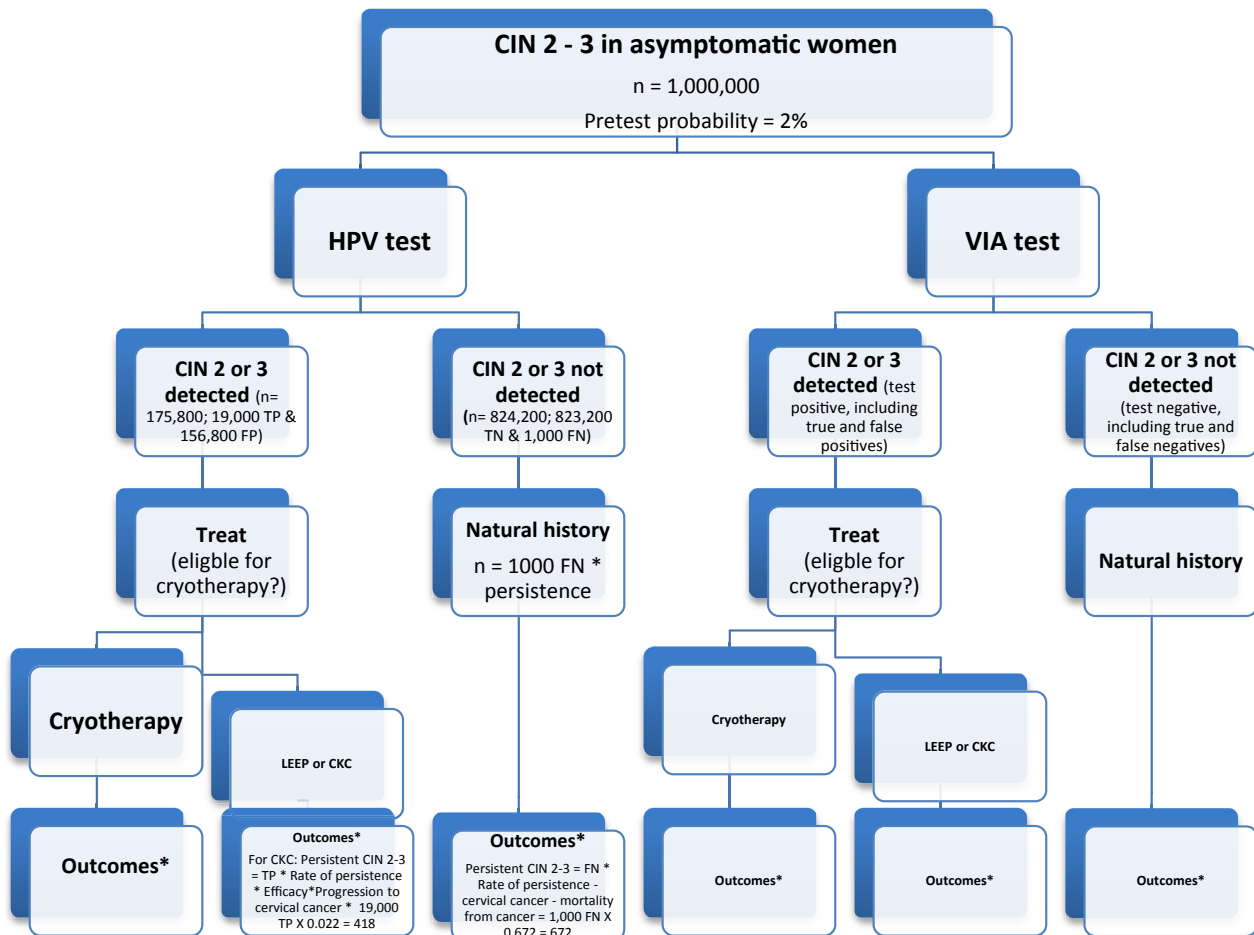 CIN 2 - 3 in asymptomatic women
n = 1,000,000
Pretest probability = 2%
HPV test
VIA test
CIN 2 or 3
detected (n=
175,800; 19,000 TP &
156,800 FP)
CIN 2 or 3 not
detected
(n= 824,200; 823,200
TN & 1,000 FN)
CIN 2 or 3
detected (test
positive, including
true and false
positives)
CIN 2 or 3 not
detected
(test negative,
including true and
false negatives)
Treat
(eligble for
cryotherapy?)
Natural history
n = 1000 FN *
persistence
Treat
(eligble for
cryotherapy?)
Natural history
Cryotherapy
LEEP or CKC
Cryotherapy
LEEP or CKC
Outcomes*
Outcomes*
For CKC: Persistent CIN 2-3
= TP * Rate of persistence
* Efficacy*Progression to
cervical cancer * 19,000
TP X 0.022 = 418
Outcomes*
Persistent CIN 2-3 = FN *
Rate of persistence -
cervical cancer - mortality
from cancer = 1,000 FN X
0.672 = 672
Outcomes*
Outcomes*
Outcomes*